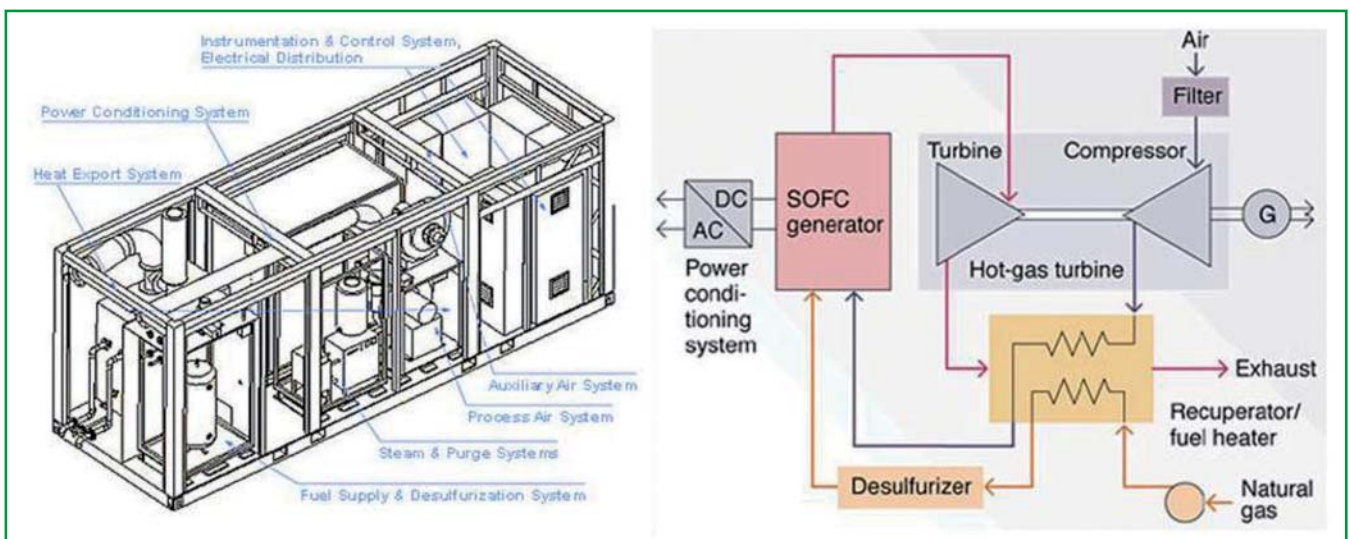 Instrumentation & Control System,
Electrical Distribution
Power Conditioning System
Heat Export System
Auxiliary Air System
Process Air System
Steam & Purge Systems
Fuel Supply & Desulfurization System
Air
Filter
Turbine
Compressor
DC
AC
SOFC
generator
G
Hot-gas turbine
Power
condi-
tioning
system
Exhaust
Recuperator/
fuel heater
Desulfurizer
Natural
gas